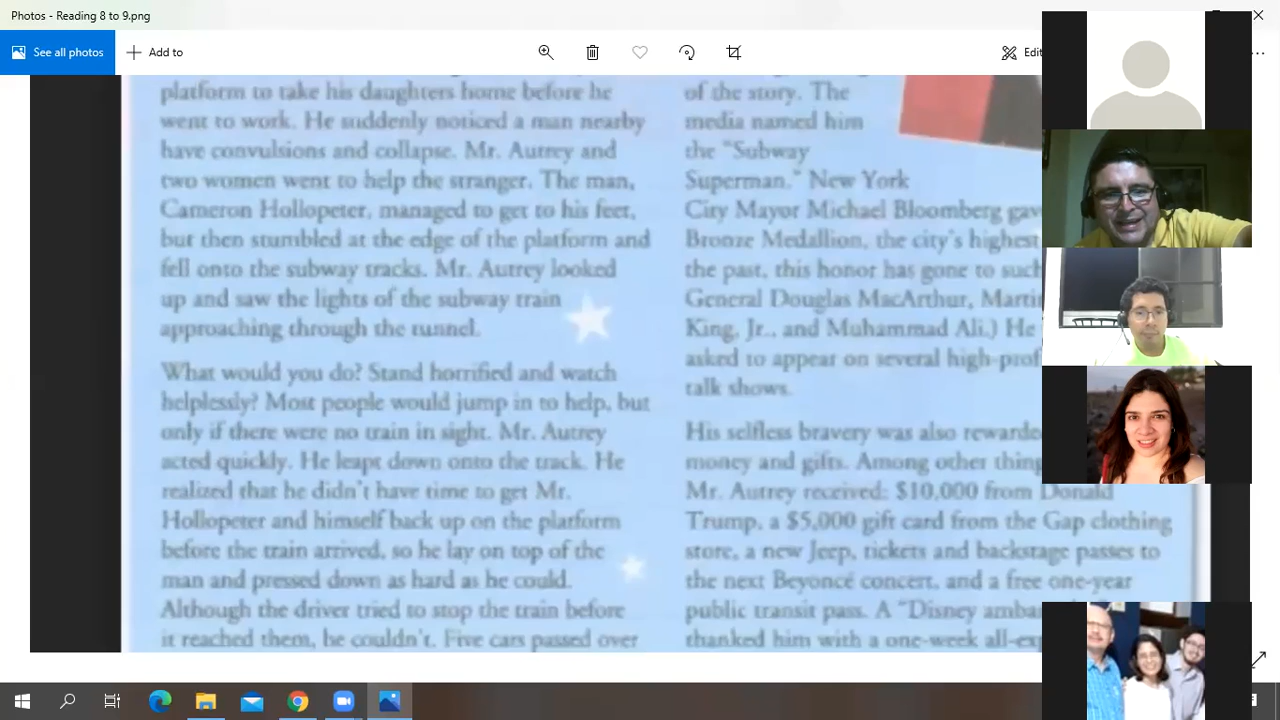 Photos - Reading 8 to 9.png
See all photos
Add to
Edit
platform to take his daughters home before he
went to work. He suddenly noticed a man nearby
have convulsions and collapse. Mr. Autrey and
two women went to help the stranger. The man,
Cameron Hollopeter, managed to get to his feet,
but then stumbled at the edge of the platform and
fell onto the subway tracks. Mr. Autrey looked
up and saw the lights of the subway train
approaching through the tunnel.
What would you do? Stand horrified and watch
helplessly? Most people would jump in to help, but
only if there were no train in sight. Mr. Autrey
acted quickly. He leapt down onto the track. He
realized that he didn't have time to get Mr.
Hollopeter and himself back up on the platform
before the train arrived, so he lay on top of the
man and pressed down as hard as he could.
Although the driver tried to stop the train before
it reached them, he couldn't. Five cars passed over
of the story. The
media named him
the "Subway
Superman." New York
City Mayor Michael Bloomberg gav
Bronze Medallion, the city's highest
the past, this honor has gone to such
General Douglas MacArthur, Marti
King, Jr., and Muhammad Ali.) He
asked to appear on several high-prof
talk shows.
His selfless bravery was also rewarde
money and gifts. Among other thing
Mr. Autrey received: $10,000 from Donald
Trump, a $5,000 gift card from the Gap clothing
store, a new Jeep, tickets and backstage passes to
the next Beyoncé concert, and a free one-year
public transit pass. A "Disney ambas
thanked him with a one-week all-exp